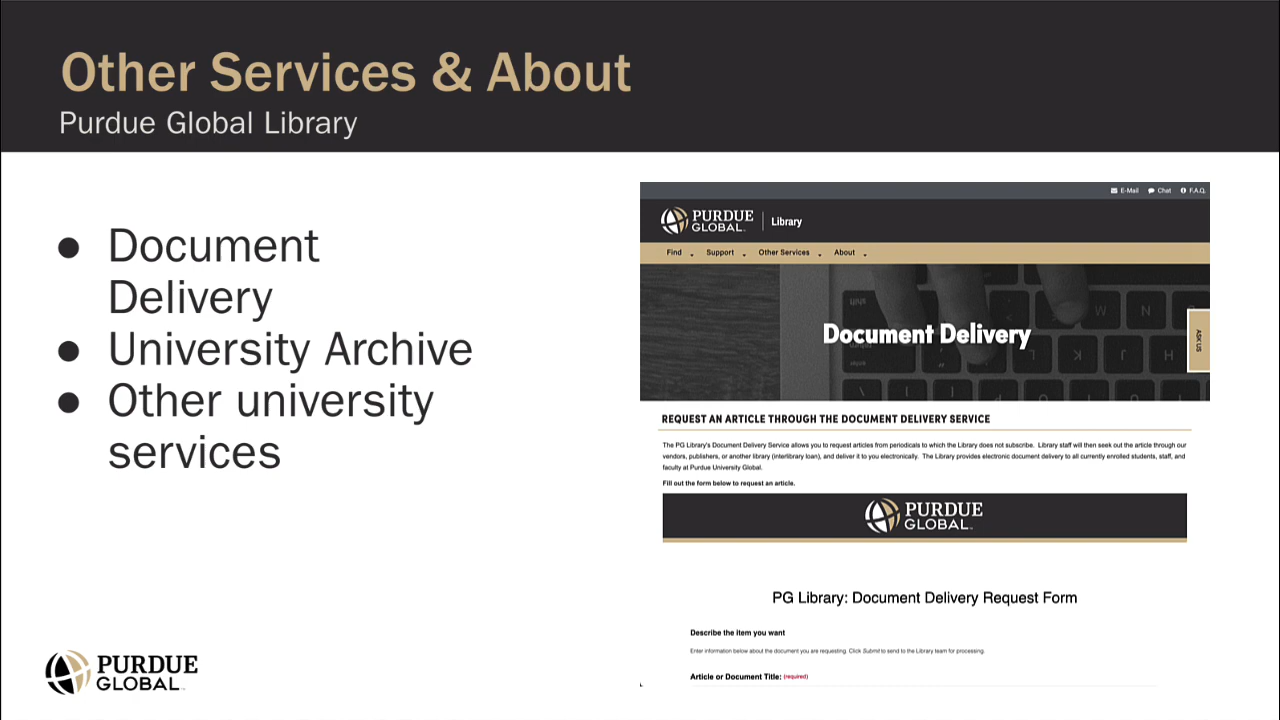 Other Services & About
Purdue Global Library
● Document
Delivery
● University Archive
● Other university
services
E-Mail Chat F.A.Q.
PURDUE
GLOBAL
Library
Find Support Other Services About
Document Delivery
ASK US
REQUEST AN ARTICLE THROUGH THE DOCUMENT DELIVERY SERVICE
The PG Library's Document Delivery Service allows you to request articles from periodicals to which the Library does not subscribe. Library staff will then seek out the article through our
vendors, publishers, or another library (interlibrary loan), and deliver it to you electronically. The Library provides electronic document delivery to all currently enrolled students, staff, and
faculty at Purdue University Global.
Fill out the form below to request an article.
PURDUE
GLOBAL
PG Library: Document Delivery Request Form
Describe the item you want
Enter information below about the document you are requesting. Click Submit to send to the Library team for processing.
Article or Document Title: (required)
PURDUE
GLOBAL